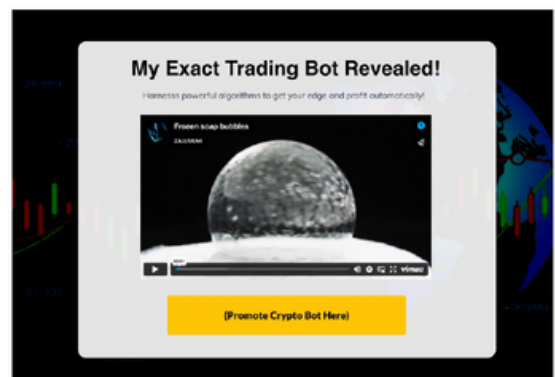 My Exact Trading Bot Revealed!
Harness powerful algorithms to get your edge and profit automatically!
Frozen soap bubbles
vimeo
(Promote Crypto Bot Here)